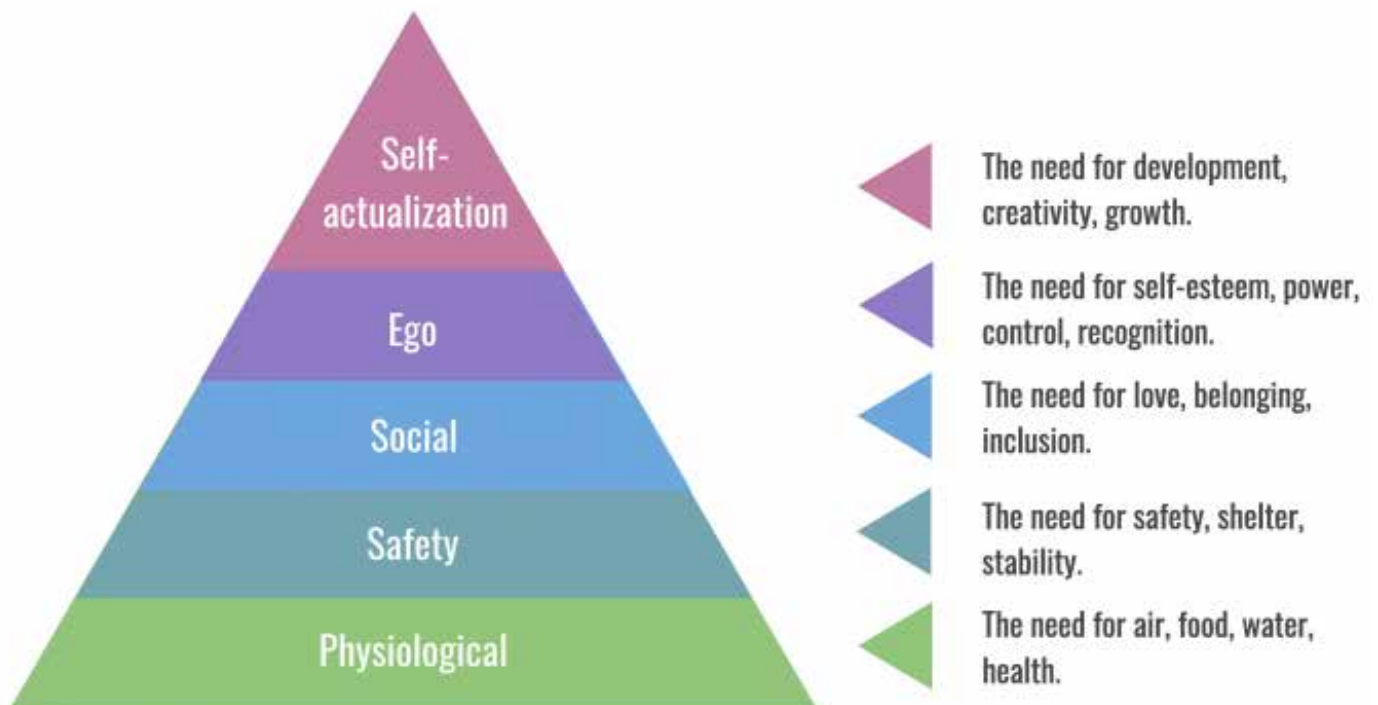 Self-
actualization
The need for development,
creativity, growth.
Ego
The need for self-esteem, power,
control, recognition.
Social
The need for love, belonging,
inclusion.
Safety
The need for safety, shelter,
stability.
Physiological
The need for air, food, water,
health.